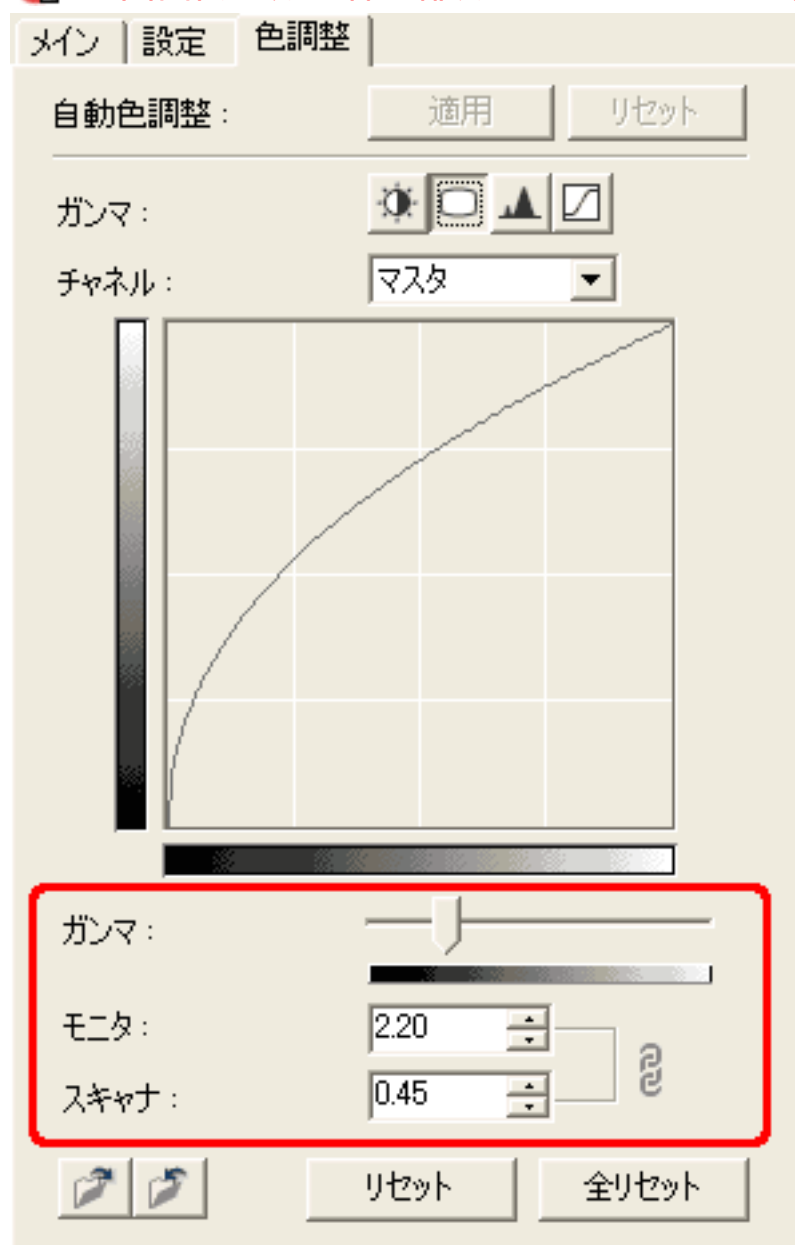 メイン 設定 色調整
自動色調整： 適用 リセット
ガンマ：
チャネル： マスタ
ガンマ：
モニタ： 2.20
スキャナ： 0.45
リセット 全リセット